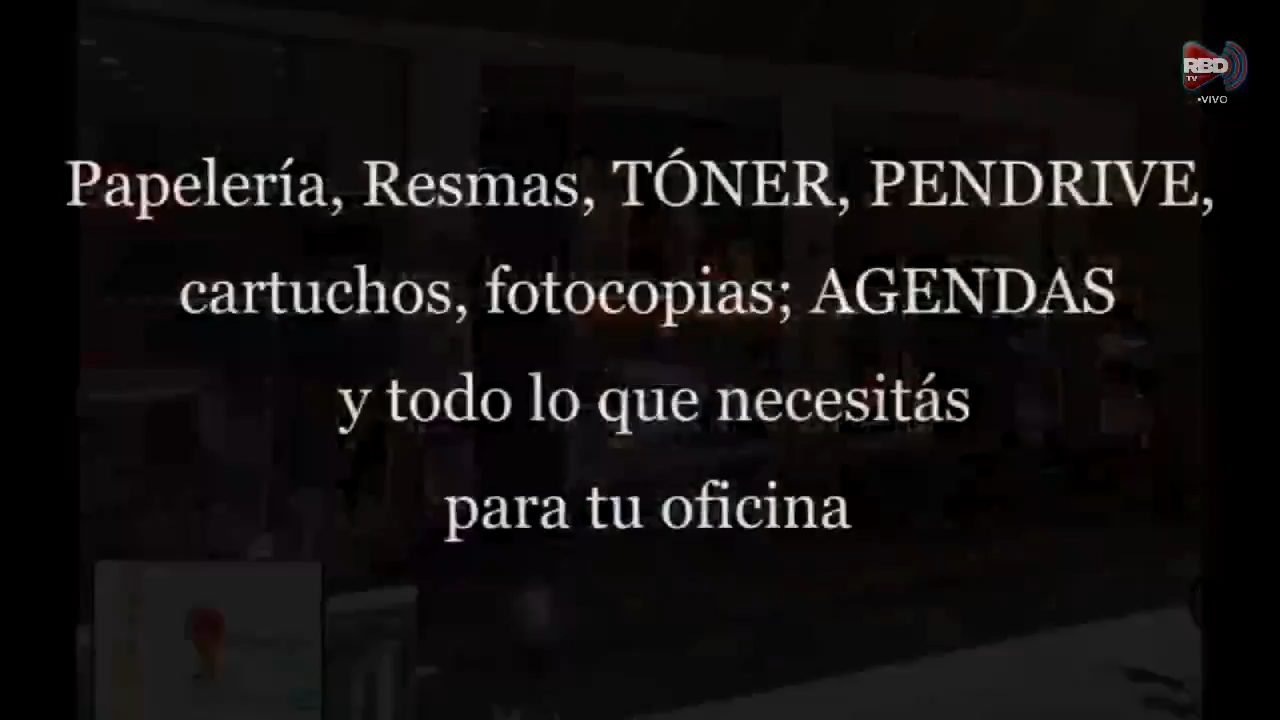 RBD
TV
•VIVO
Papelería, Resmas, TÓNER, PENDRIVE,
cartuchos, fotocopias; AGENDAS
y todo lo que necesitás
para tu oficina